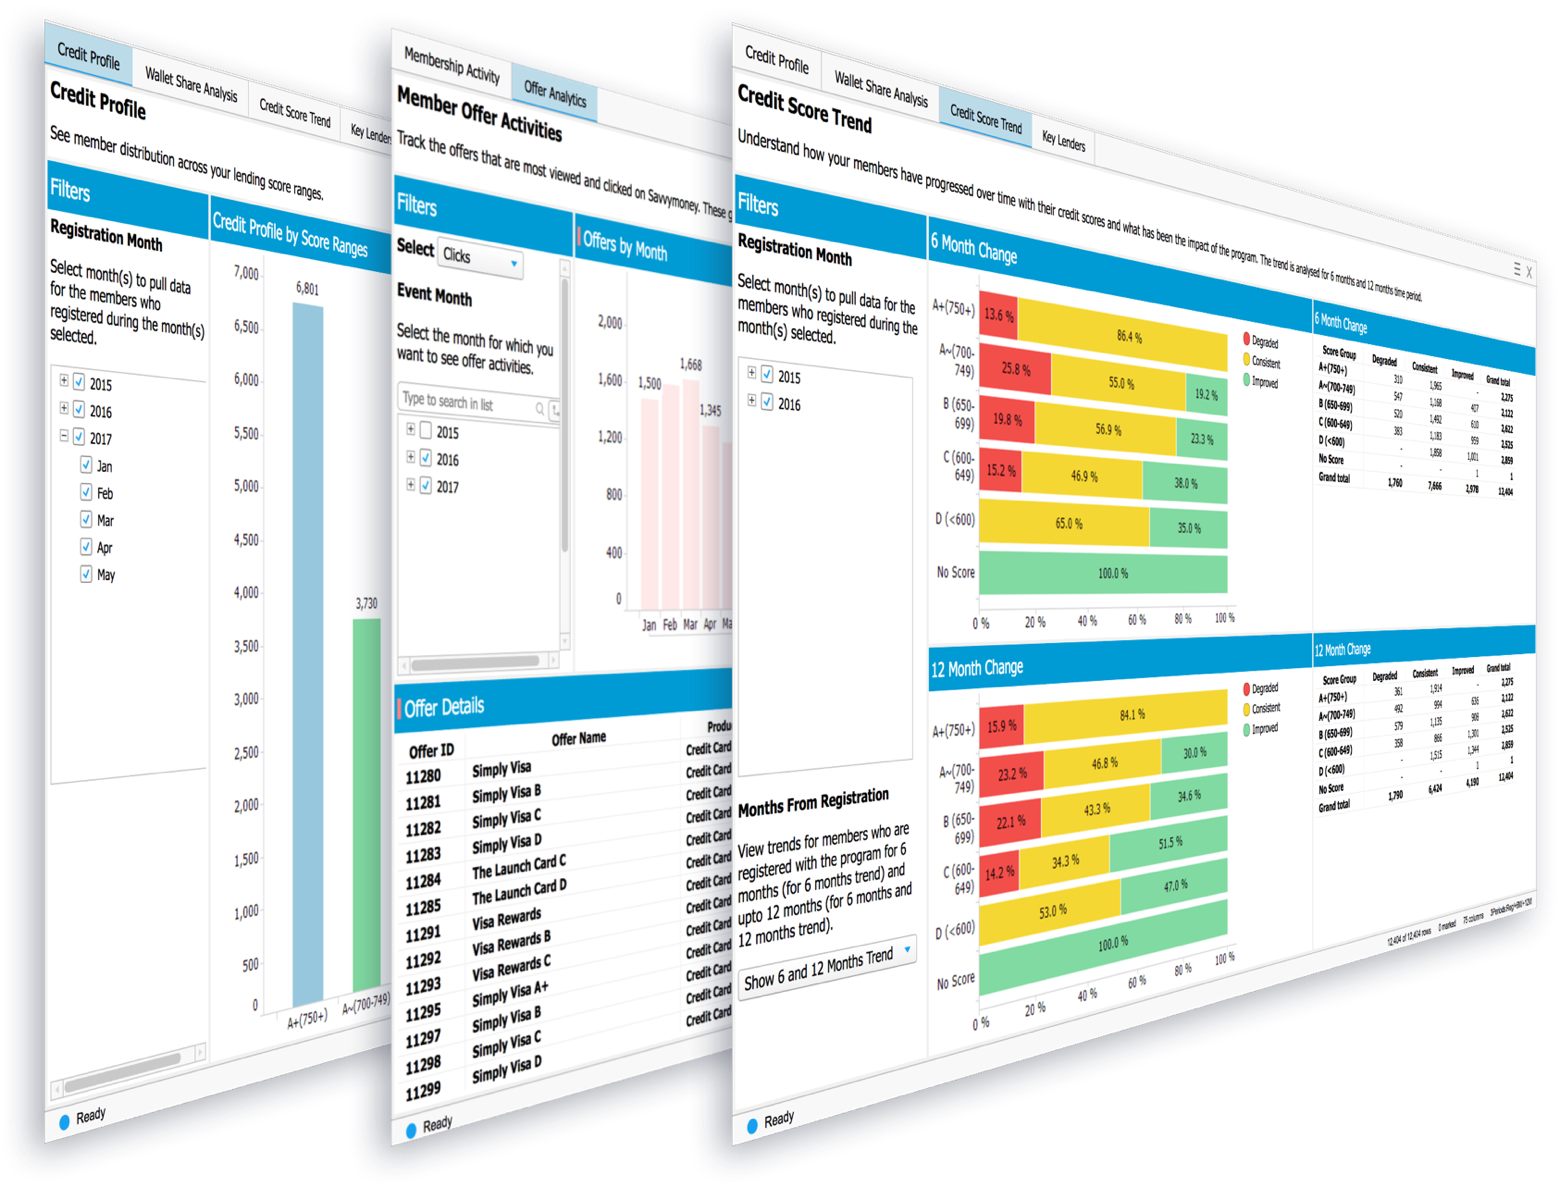 Credit Profile
Wallet Share Analysis
Credit Score Trend
Key Lenders
Credit Profile
See member distribution across your lending score ranges.
Filters
Registration Month
Select month(s) to pull data
for the members who
registered during the month(s)
selected.
2015
2016
2017
Jan
Feb
Mar
Apr
May
Credit Profile by Score Ranges
7,000
6,500
6,000
5,500
5,000
4,500
4,000
3,500
3,000
2,500
2,000
1,500
1,000
500
0
6,801
3,730
A+(750+)
A~(700-749)
Ready
Membership Activity
Offer Analytics
Member Offer Activities
Track the offers that are most viewed and clicked on Savvymoney. These g
Filters
Select Clicks
Event Month
Select the month for which you
want to see offer activities.
Type to search in list
2015
2016
2017
Offers by Month
2,000
1,600
1,200
800
400
0
1,500
1,668
1,345
Jan Feb Mar Apr Ma
Offer Details
Offer ID Offer Name Produ
11280 Simply Visa Credit Card
11281 Simply Visa B Credit Card
11282 Simply Visa C Credit Card
11283 Simply Visa D Credit Card
11284 The Launch Card C Credit Card
11285 The Launch Card D Credit Card
11291 Visa Rewards Credit Card
11292 Visa Rewards B Credit Card
11293 Visa Rewards C Credit Card
11295 Simply Visa A+ Credit Card
11297 Simply Visa B Credit Card
11298 Simply Visa C Credit Card
11299 Simply Visa D
Ready
Credit Profile
Wallet Share Analysis
Credit Score Trend
Key Lenders
Credit Score Trend
Understand how your members have progressed over time with their credit scores and what has been the impact of the program. The trend is analysed for 6 months and 12 months time period.
Filters
Registration Month
Select month(s) to pull data for the
members who registered during the
month(s) selected.
2015
2016
Months From Registration
View trends for members who are
registered with the program for 6
months (for 6 months trend) and
upto 12 months (for 6 months and
12 months trend).
Show 6 and 12 Months Trend
6 Month Change
A+(750+) 13.6 % 86.4 %
A~(700-
749) 25.8 % 55.0 % 19.2 %
B (650-
699) 19.8 % 56.9 % 23.3 %
C (600-
649) 15.2 % 46.9 % 38.0 %
D (<600) 65.0 % 35.0 %
No Score 100.0 %
0 % 20 % 40 % 60 % 80 % 100 %
Degraded
Consistent
Improved
6 Month Change
Score Group Degraded Consistent Improved Grand total
A+(750+) 310 1,965 - 2,275
A~(700-749) 547 1,168 407 2,122
B (650-699) 520 1,492 610 2,622
C (600-649) 383 1,183 959 2,525
D (<600) - 1,858 1,001 2,859
No Score - - 1 1
Grand total 1,760 7,666 2,978 12,404
12 Month Change
A+(750+) 15.9 % 84.1 %
A~(700-
749) 23.2 % 46.8 % 30.0 %
B (650-
699) 22.1 % 43.3 % 34.6 %
C (600-
649) 14.2 % 34.3 % 51.5 %
D (<600) 53.0 % 47.0 %
No Score 100.0 %
0 % 20 % 40 % 60 % 80 % 100 %
Degraded
Consistent
Improved
12 Month Change
Score Group Degraded Consistent Improved Grand total
A+(750+) 361 1,914 - 2,275
A~(700-749) 492 994 636 2,122
B (650-699) 579 1,135 908 2,622
C (600-649) 358 866 1,301 2,525
D (<600) - 1,515 1,344 2,859
No Score - - 1 1
Grand total 1,790 6,424 4,190 12,404
12,404 of 12,404 rows 0 marked 75 columns
Ready